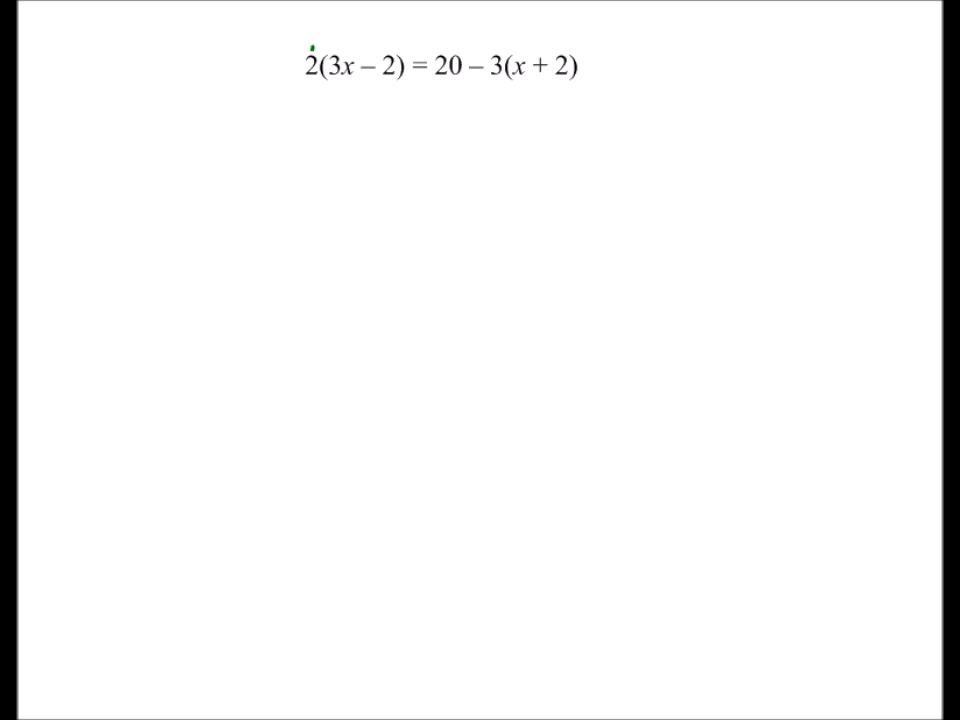 2(3x – 2) = 20 – 3(x + 2)